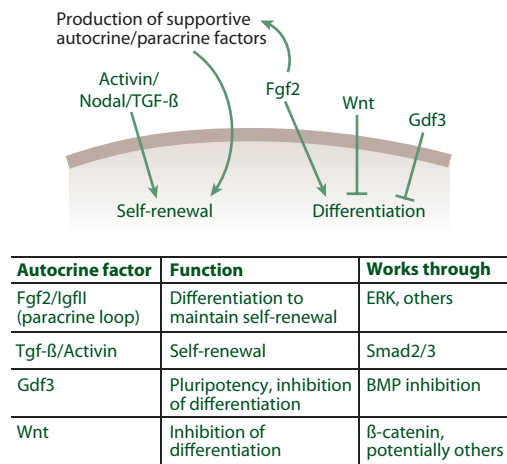 Production of supportive
autocrine/paracrine factors
Activin/
Nodal/TGF-ß
Fgf2
Wnt
Gdf3
Self-renewal
Differentiation
Autocrine factor Function Works through
Fgf2/IgfII Differentiation to ERK, others
(paracrine loop) maintain self-renewal
Tgf-ß/Activin Self-renewal Smad2/3
Gdf3 Pluripotency, inhibition BMP inhibition
of differentiation
Wnt Inhibition of ß-catenin,
differentiation potentially others